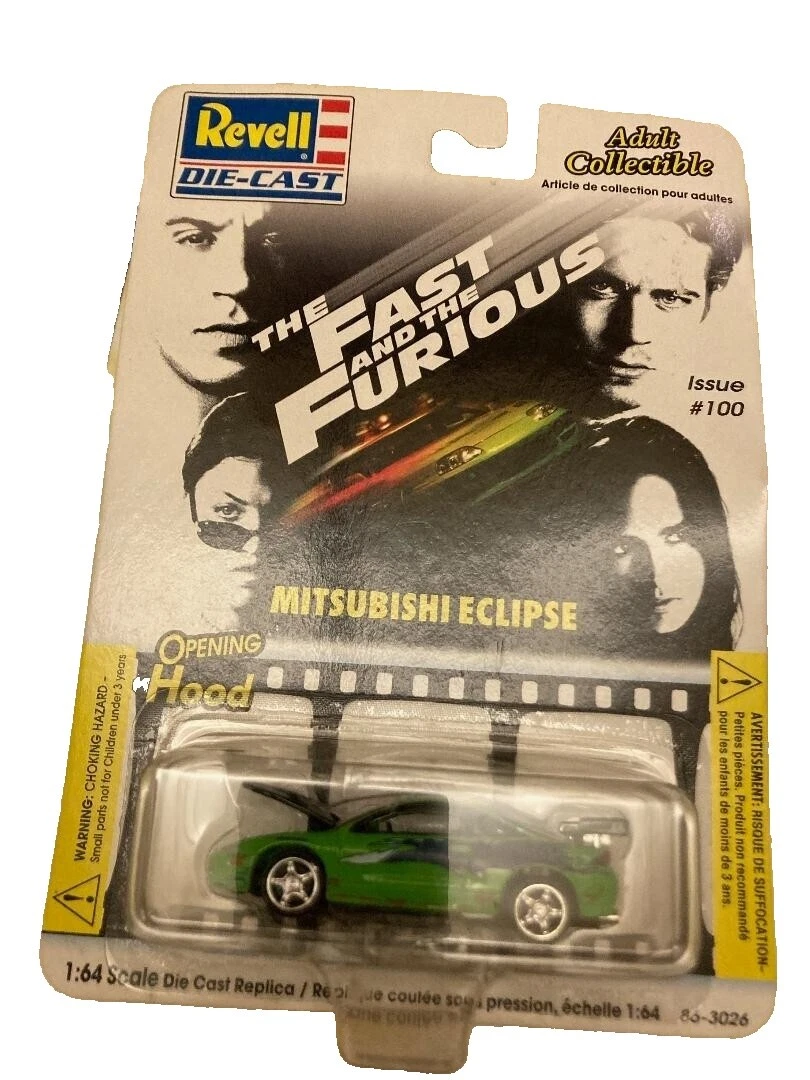 Revell
DIE-CAST
Adult
Collectible
Article de collection pour adultes
THE FAST
AND THE
FURIOUS
Issue
#100
MITSUBISHI ECLIPSE
OPENING
Hood
WARNING: CHOKING HAZARD -
Small parts not for Children under 3 years.
AVERTISSEMENT: RISQUE DE SUFFOCATION-
Petites pièces. Produit non recommandé
pour les enfants de moins de 3 ans.
1:64 Scale Die Cast Replica / coulée sous pression, échelle 1:64 86-3026